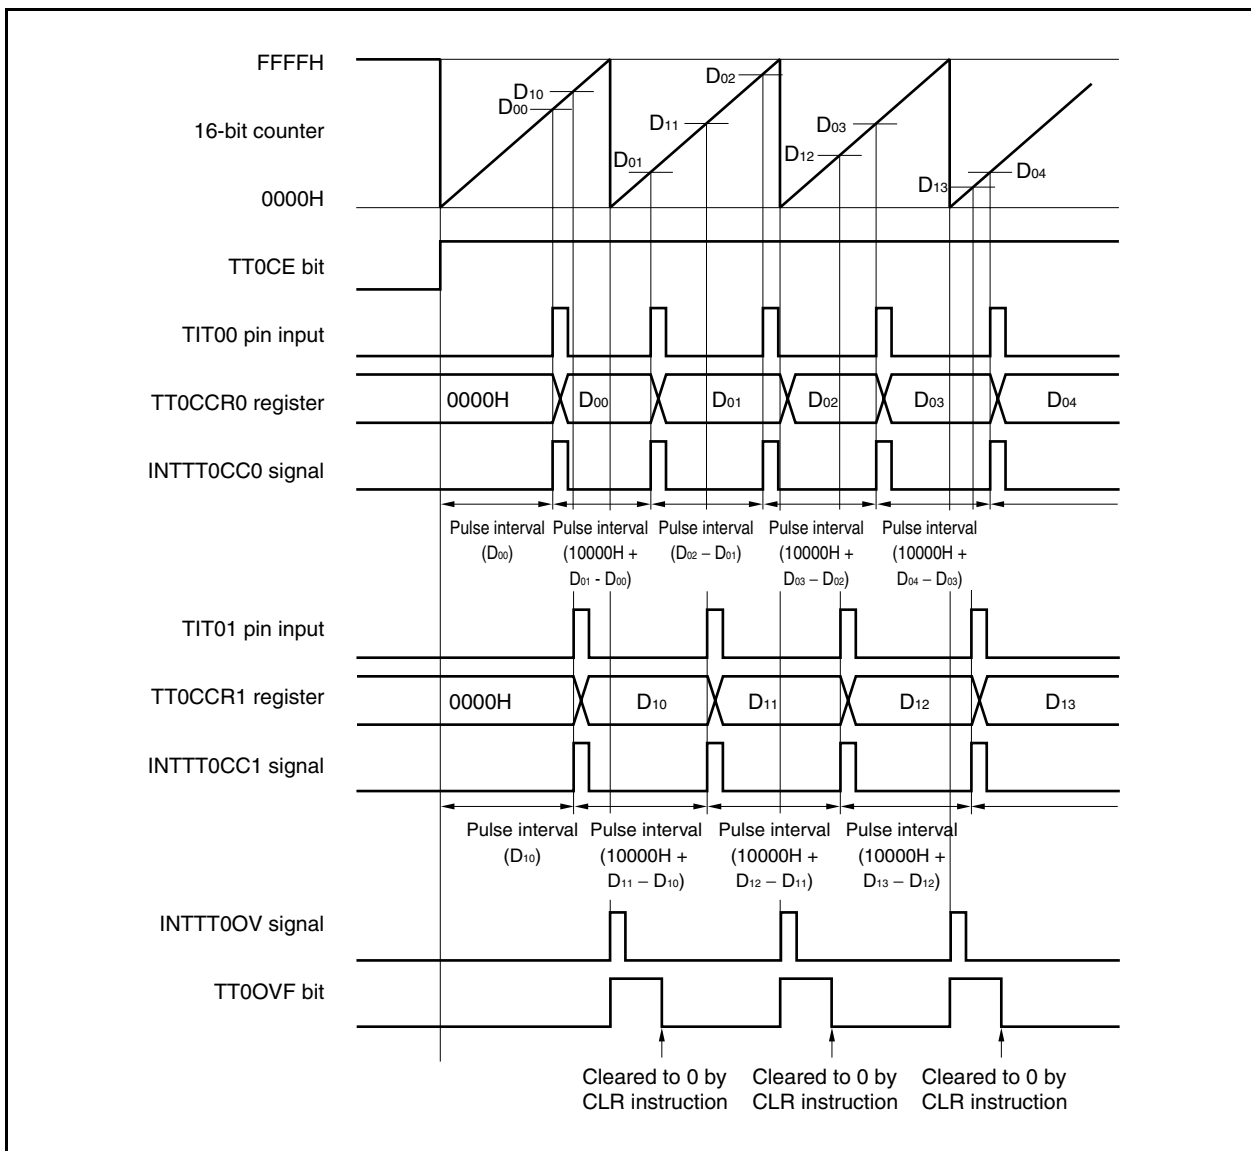 FFFFH
D10
D00
D02
16-bit counter
D11
D03
D01
D12
D13
D04
0000H
TT0CE bit
TIT00 pin input
TT0CCR0 register
0000H
D00
D01
D02
D03
D04
INTTT0CC0 signal
Pulse interval
(D00)
Pulse interval
(10000H +
D01 - D00)
Pulse interval
(D02 – D01)
Pulse interval
(10000H +
D03 – D02)
Pulse interval
(10000H +
D04 – D03)
TIT01 pin input
TT0CCR1 register
0000H
D10
D11
D12
D13
INTTT0CC1 signal
Pulse interval
(D10)
Pulse interval
(10000H +
D11 – D10)
Pulse interval
(10000H +
D12 – D11)
Pulse interval
(10000H +
D13 – D12)
INTTT0OV signal
TT0OVF bit
Cleared to 0 by
CLR instruction
Cleared to 0 by
CLR instruction
Cleared to 0 by
CLR instruction